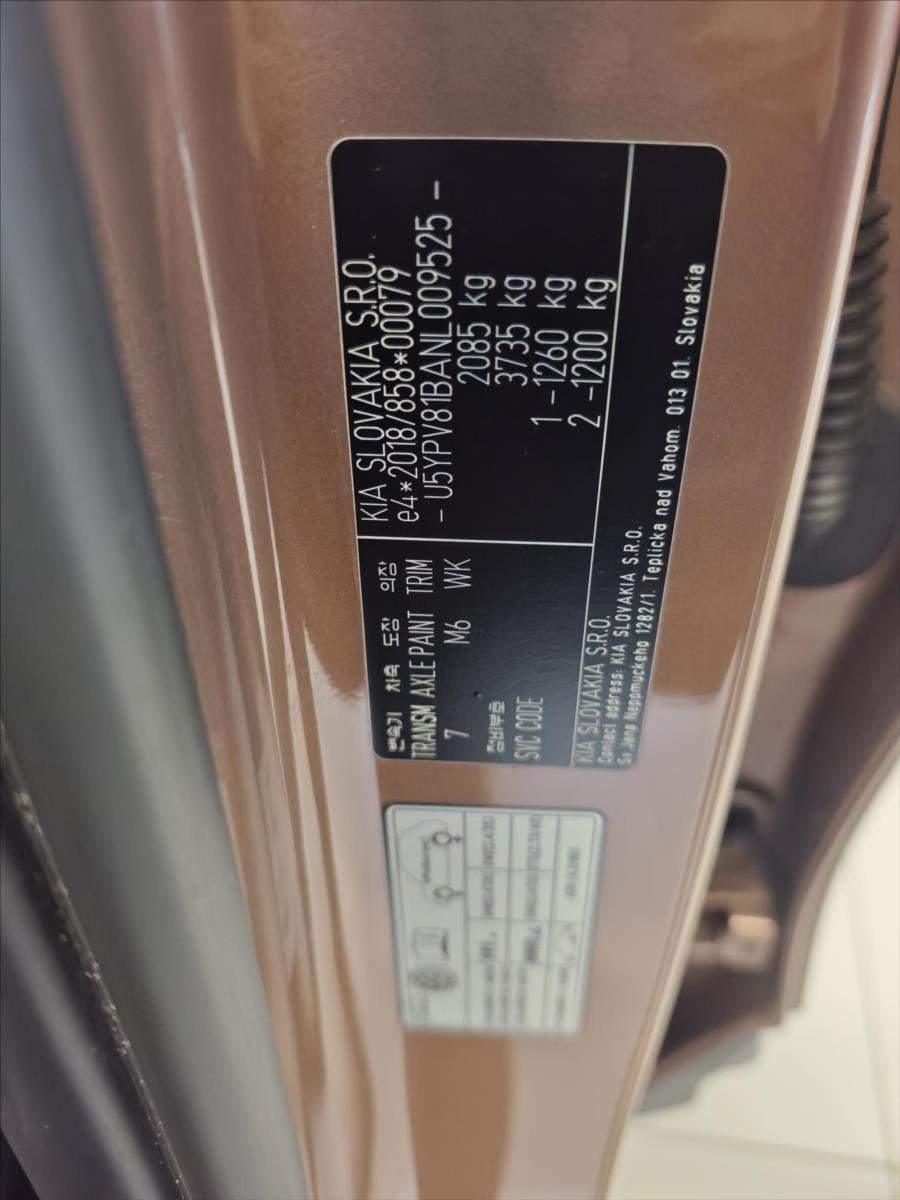 KIA SLOVAKIA S.R.O.
e4*2018/858*00079
- U5YPV81BANL009525 -
2085 kg
3735 kg
1 - 1260 kg
2 - 1200 kg
변속기 차축 도장 의장
TRANSM AXLE PAINT TRIM
7 M6 WK
정비부호
SVC CODE
KIA SLOVAKIA S.R.O.
Contact address: KIA SLOVAKIA S.R.O.
Sv. Jana Nepomuckeho 1282/1. Teplicka nad Vahom. 013 01. Slovakia